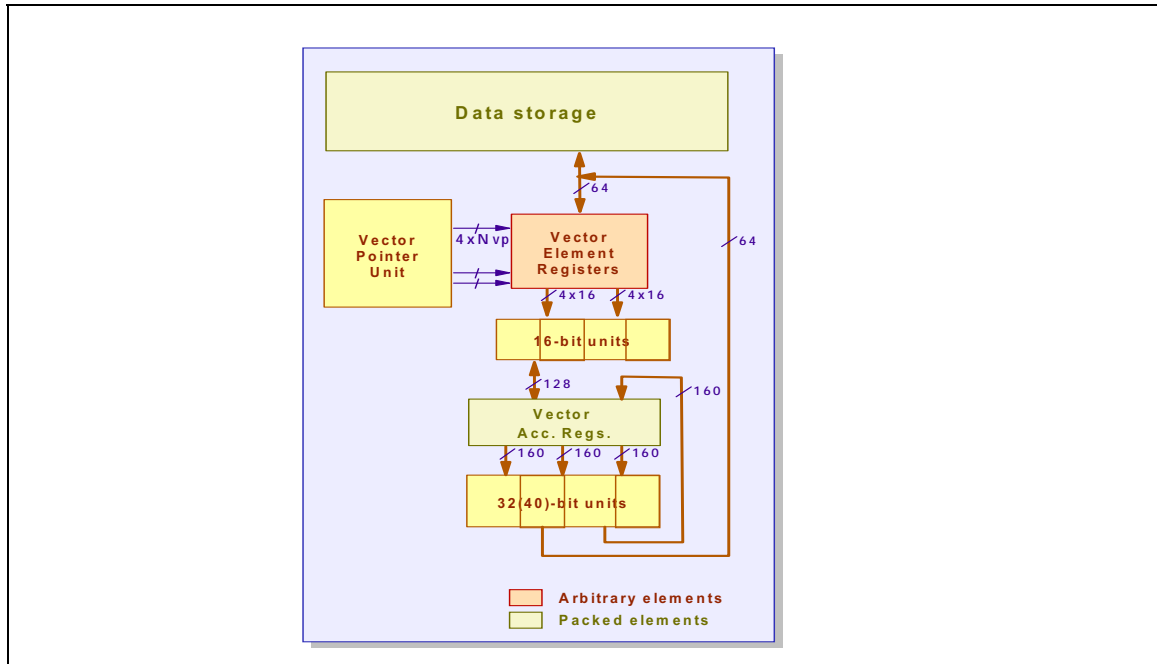 Data storage
64
Vector
Pointer
Unit
4xNvp
Vector
Element
Registers
64
4x16
4x16
16-bit units
128
160
Vector
Acc. Regs.
160
160
160
32(40)-bit units
Arbitrary elements
Packed elements